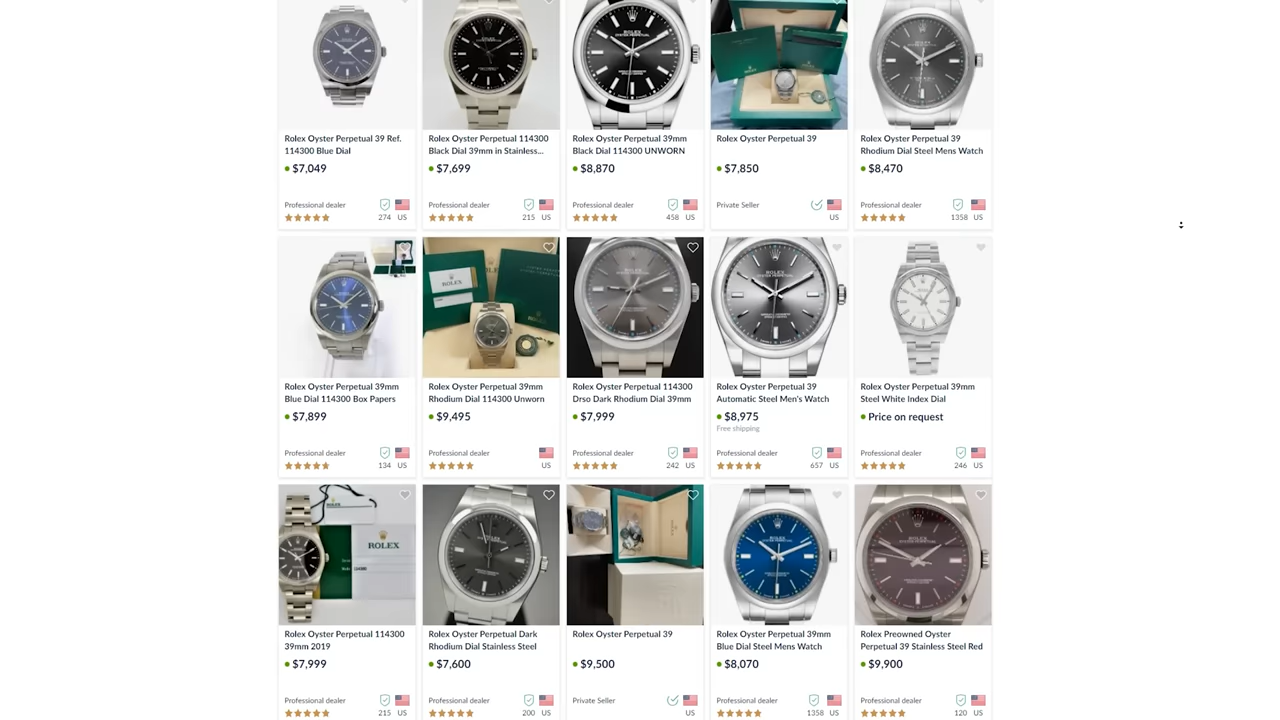 Rolex Oyster Perpetual 39 Ref.
114300 Blue Dial
$7,049
Professional dealer
274 US
Rolex Oyster Perpetual 114300
Black Dial 39mm in Stainless...
$7,699
Professional dealer
215 US
ROLEX
Rolex Oyster Perpetual 39mm
Black Dial 114300 UNWORN
$8,870
Professional dealer
458 US
Rolex Oyster Perpetual 39
$7,850
Private Seller
US
Rolex Oyster Perpetual 39
Rhodium Dial Steel Mens Watch
$8,470
Professional dealer
1358 US
Rolex Oyster Perpetual 39mm
Blue Dial 114300 Box Papers
$7,899
Professional dealer
134 US
ROLEX
Rolex Oyster Perpetual 39mm
Rhodium Dial 114300 Unworn
$9,495
Professional dealer
US
Rolex Oyster Perpetual 114300
Drso Dark Rhodium Dial 39mm
$7,999
Professional dealer
242 US
ROLEX
Rolex Oyster Perpetual 39
Automatic Steel Men's Watch
$8,975
Free shipping
Professional dealer
657 US
Rolex Oyster Perpetual 39mm
Steel White Index Dial
Price on request
Professional dealer
246 US
ROLEX
ROLEX
Rolex Oyster Perpetual 114300
39mm 2019
$7,999
Professional dealer
215 US
Rolex Oyster Perpetual Dark
Rhodium Dial Stainless Steel
$7,600
Professional dealer
200 US
Rolex Oyster Perpetual 39
$9,500
Private Seller
US
ROLEX
Rolex Oyster Perpetual 39mm
Blue Dial Steel Mens Watch
$8,070
Professional dealer
1358 US
ROLEX
Rolex Preowned Oyster
Perpetual 39 Stainless Steel Red
$9,900
Professional dealer
120 US